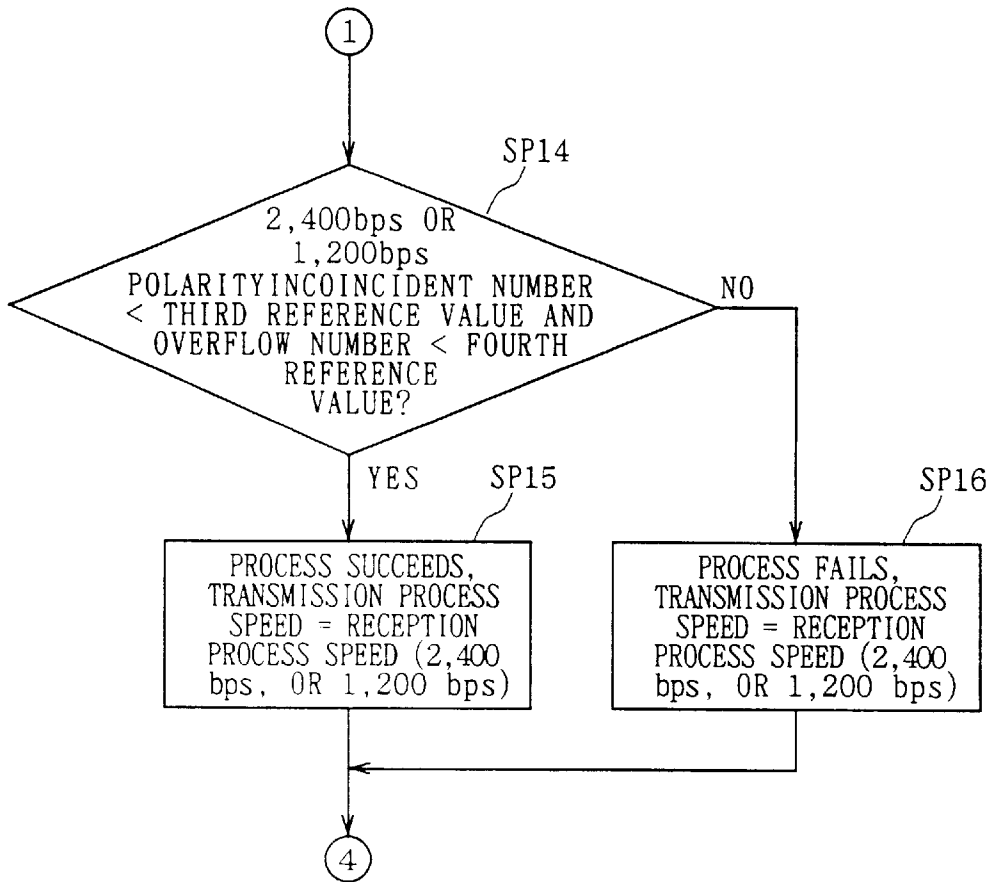 1
SP14
2,400bps OR
1,200bps
POLARITYINCOINCIDENT NUMBER
< THIRD REFERENCE VALUE AND
OVERFLOW NUMBER < FOURTH
REFERENCE
VALUE?
NO
YES
SP15
PROCESS SUCCEEDS,
TRANSMISSION PROCESS
SPEED = RECEPTION
PROCESS SPEED (2,400
bps, OR 1,200 bps)
SP16
PROCESS FAILS,
TRANSMISSION PROCESS
SPEED = RECEPTION
PROCESS SPEED (2,400
bps, OR 1,200 bps)
4